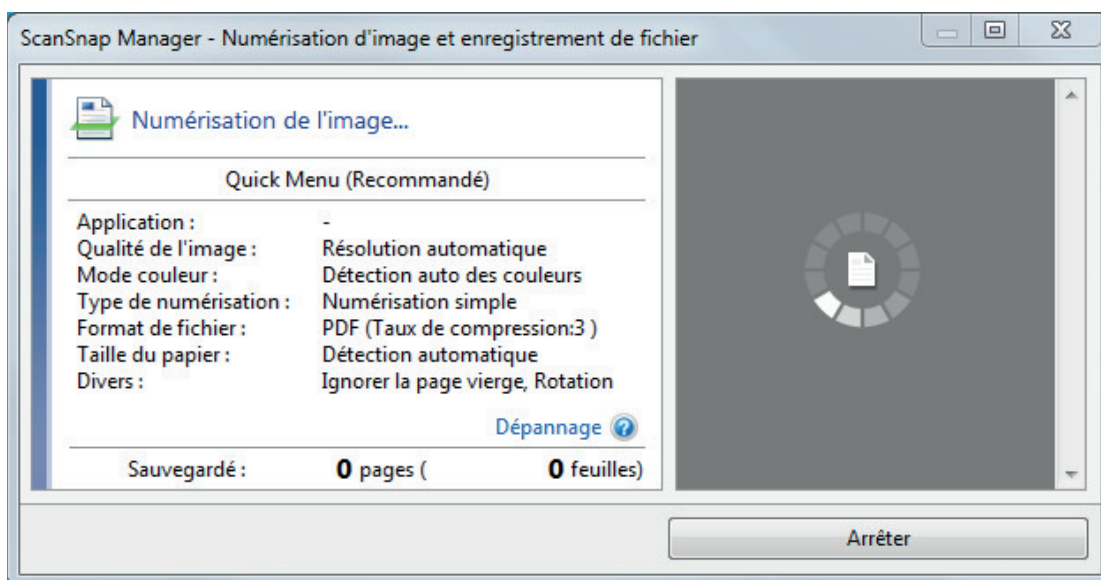 ScanSnap Manager - Numérisation d'image et enregistrement de fichier
Numérisation de l'image...
Quick Menu (Recommandé)
Application : -
Qualité de l'image : Résolution automatique
Mode couleur : Détection auto des couleurs
Type de numérisation : Numérisation simple
Format de fichier : PDF (Taux de compression:3 )
Taille du papier : Détection automatique
Divers : Ignorer la page vierge, Rotation
Dépannage
Sauvegardé : 0 pages ( 0 feuilles)
Arrêter